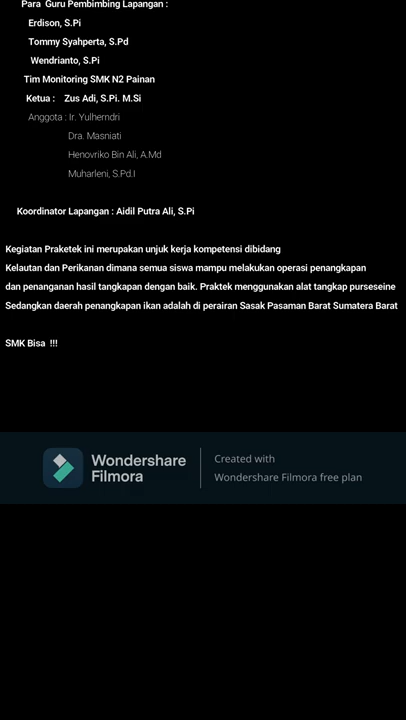 Para Guru Pembimbing Lapangan :
Erdison, S.Pi
Tommy Syahperta, S.Pd
Wendrianto, S.Pi
Tim Monitoring SMK N2 Painan
Ketua : Zus Adi, S.Pi. M.Si
Anggota : Ir. Yulherndri
Dra. Masniati
Henovriko Bin Ali, A.Md
Muharleni, S.Pd.I
Koordinator Lapangan : Aidil Putra Ali, S.Pi
Kegiatan Praketek ini merupakan unjuk kerja kompetensi dibidang
Kelautan dan Perikanan dimana semua siswa mampu melakukan operasi penangkapan
dan penanganan hasil tangkapan dengan baik. Praktek menggunakan alat tangkap purseseine
Sedangkan daerah penangkapan ikan adalah di perairan Sasak Pasaman Barat Sumatera Barat
SMK Bisa !!!
Wondershare Filmora
Created with
Wondershare Filmora free plan